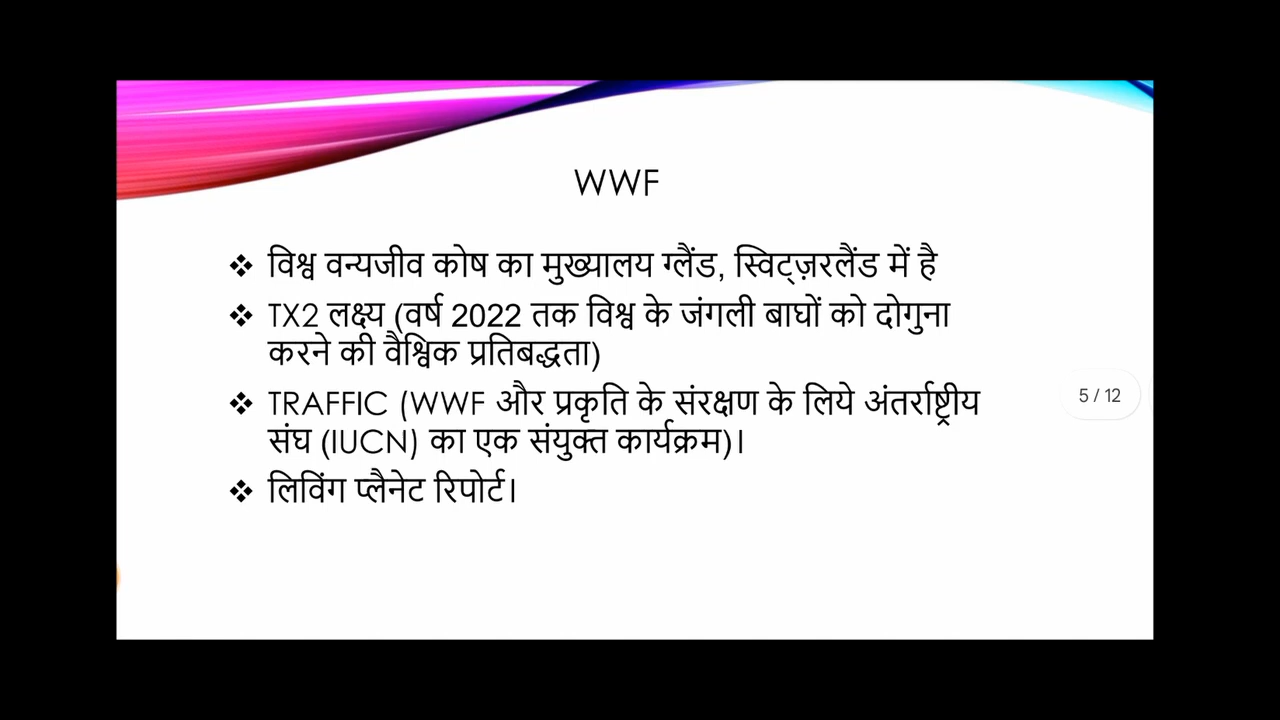 WWF
❖ विश्व वन्यजीव कोष का मुख्यालय ग्लैंड, स्विट्ज़रलैंड में है
❖ TX2 लक्ष्य (वर्ष 2022 तक विश्व के जंगली बाघों को दोगुना
करने की वैश्विक प्रतिबद्धता)
❖ TRAFFIC (WWF और प्रकृति के संरक्षण के लिये अंतर्राष्ट्रीय
संघ (IUCN) का एक संयुक्त कार्यक्रम)।
❖ लिविंग प्लैनेट रिपोर्ट।
5 / 12